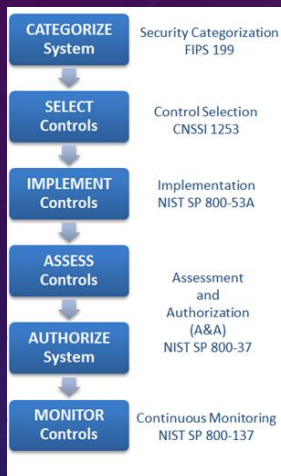 CATEGORIZE
System
Security Categorization
FIPS 199
SELECT
Controls
Control Selection
CNSSI 1253
IMPLEMENT
Controls
Implementation
NIST SP 800-53A
ASSESS
Controls
Assessment
and
Authorization
(A&A)
NIST SP 800-37
AUTHORIZE
System
MONITOR
Controls
Continuous Monitoring
NIST SP 800-137